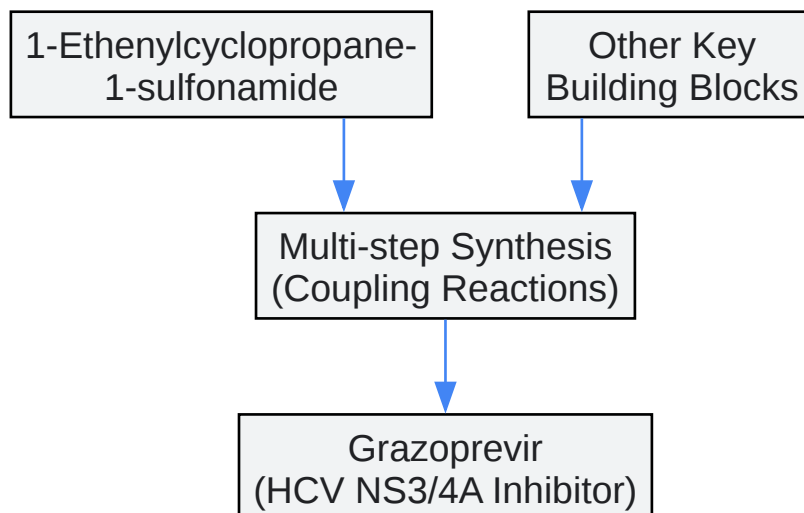 1-Ethenylcyclopropane-
1-sulfonamide
Other Key
Building Blocks
Multi-step Synthesis
(Coupling Reactions)
Grazoprevir
(HCV NS3/4A Inhibitor)